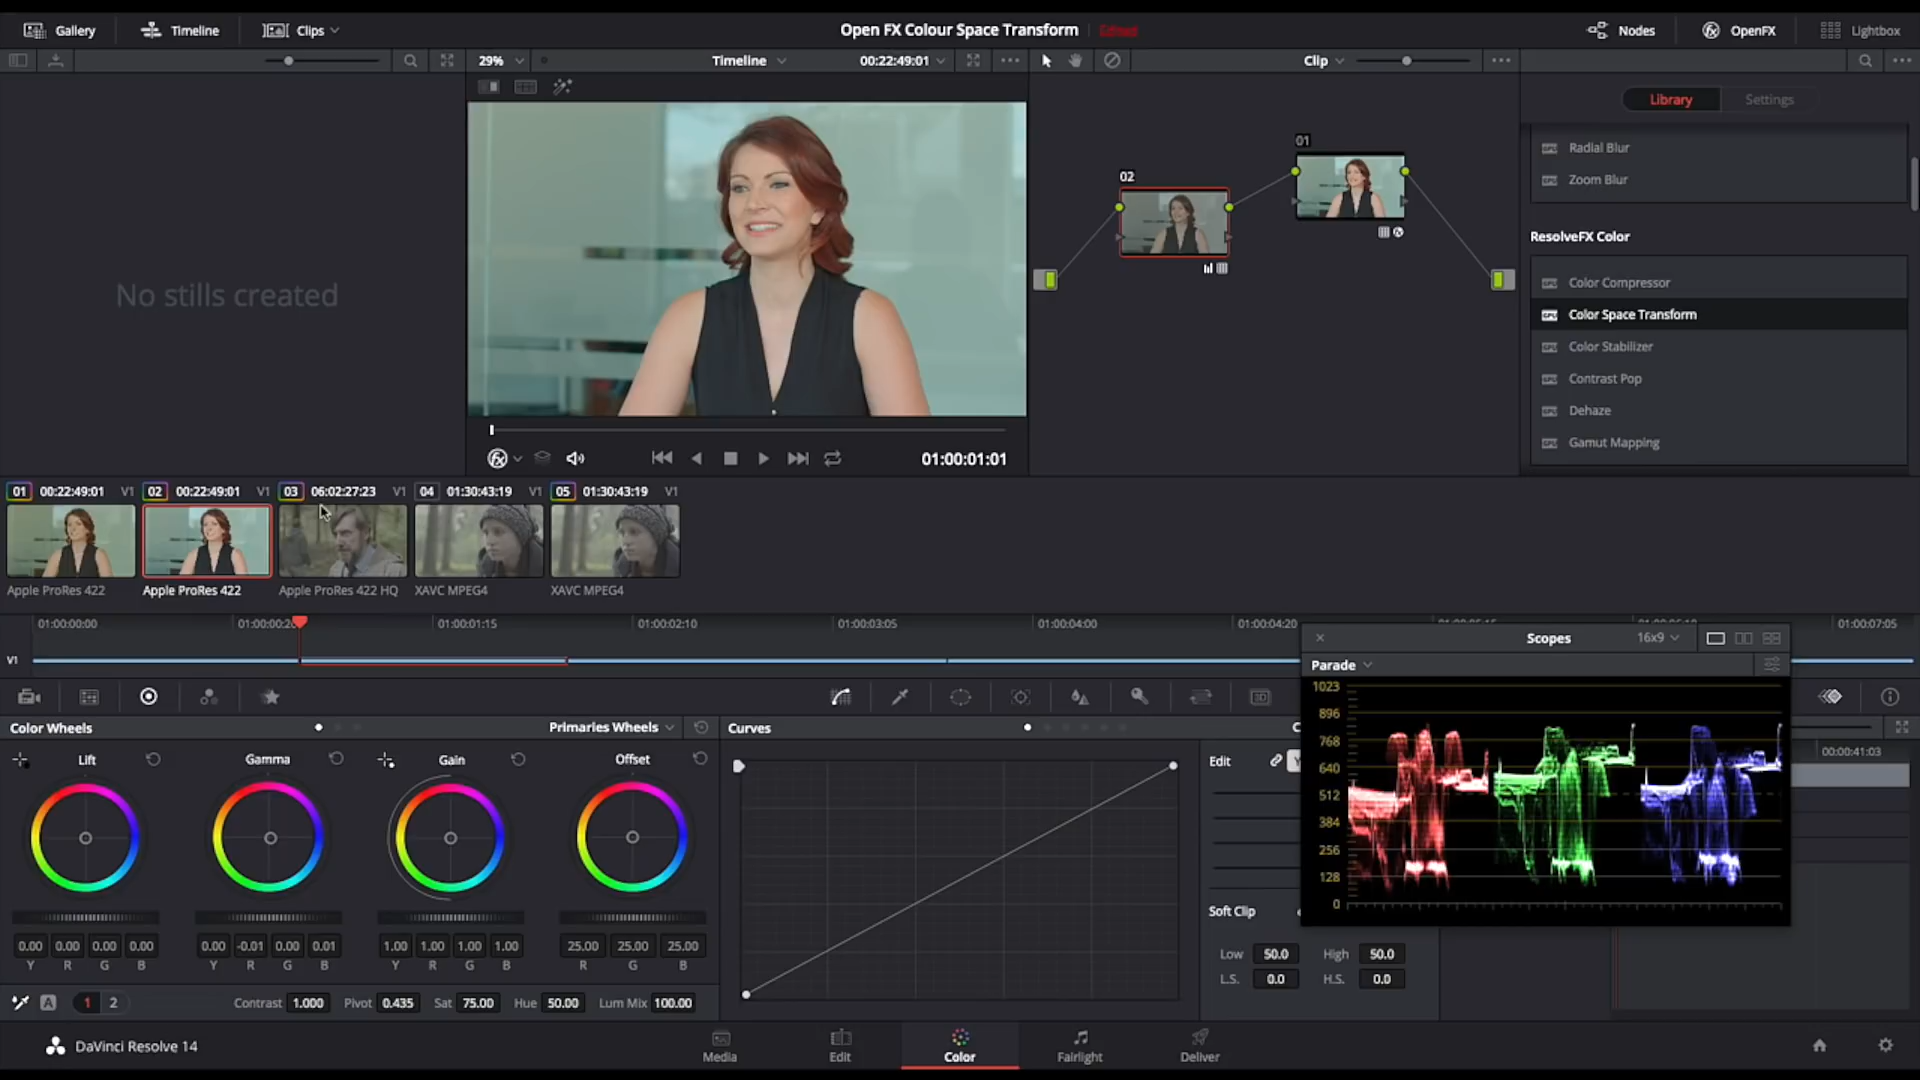 Gallery Timeline Clips Open FX Colour Space Transform Edited Nodes OpenFX Lightbox
29% Timeline 00:22:49:01 Clip
Library Settings
Radial Blur
Zoom Blur
ResolveFX Color
Color Compressor
Color Space Transform
Color Stabilizer
Contrast Pop
Dehaze
Gamut Mapping
01
02
No stills created
01:00:01:01
01 00:22:49:01 V1 02 00:22:49:01 V1 03 06:02:27:23 V1 04 01:30:43:19 V1 05 01:30:43:19 V1
Apple ProRes 422 Apple ProRes 422 Apple ProRes 422 HQ XAVC MPEG4 XAVC MPEG4
01:00:00:00 01:00:00:20 01:00:01:15 01:00:02:10 01:00:03:05 01:00:04:00 01:00:04:20 01:00:07:05
V1
Scopes 16x9
Parade
1023
896
768
640
512
384
256
128
0
Color Wheels Primaries Wheels Curves
00:00:41:03
Lift Gamma Gain Offset
Edit Y
0.00 0.00 0.00 0.00 0.00 -0.01 0.00 0.01 1.00 1.00 1.00 1.00 25.00 25.00 25.00
Y R G B Y R G B Y R G B R G B
Soft Clip
Low 50.0 High 50.0
L.S. 0.0 H.S. 0.0
A 1 2 Contrast 1.000 Pivot 0.435 Sat 75.00 Hue 50.00 Lum Mix 100.00
DaVinci Resolve 14 Media Edit Color Fairlight Deliver